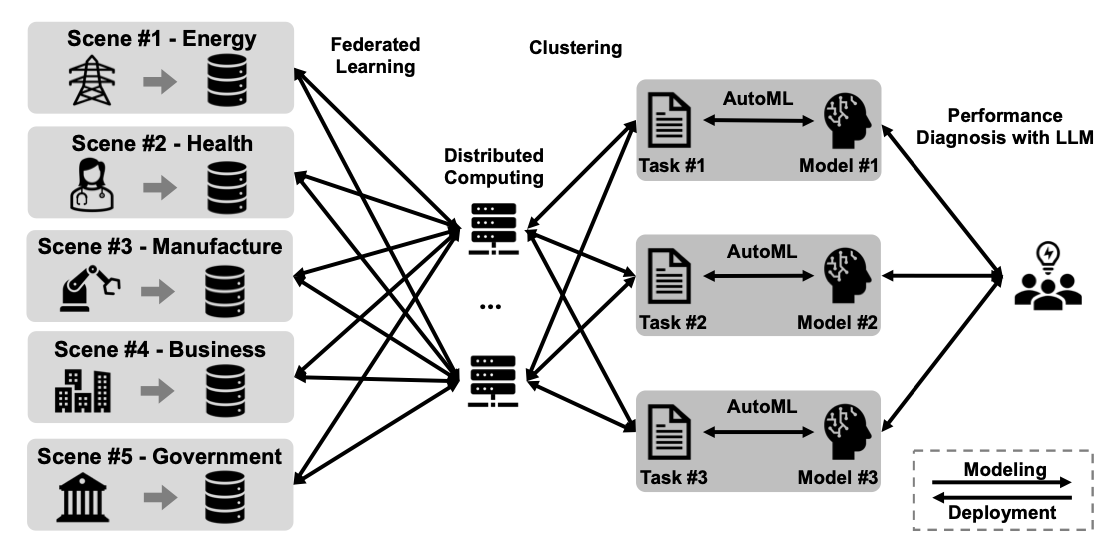 Scene #1 - Energy
Scene #2 - Health
Scene #3 - Manufacture
Scene #4 - Business
Scene #5 - Government
Federated
Learning
Distributed
Computing
...
Clustering
AutoML
Task #1
Model #1
AutoML
Task #2
Model #2
AutoML
Task #3
Model #3
Performance
Diagnosis with LLM
Modeling
Deployment